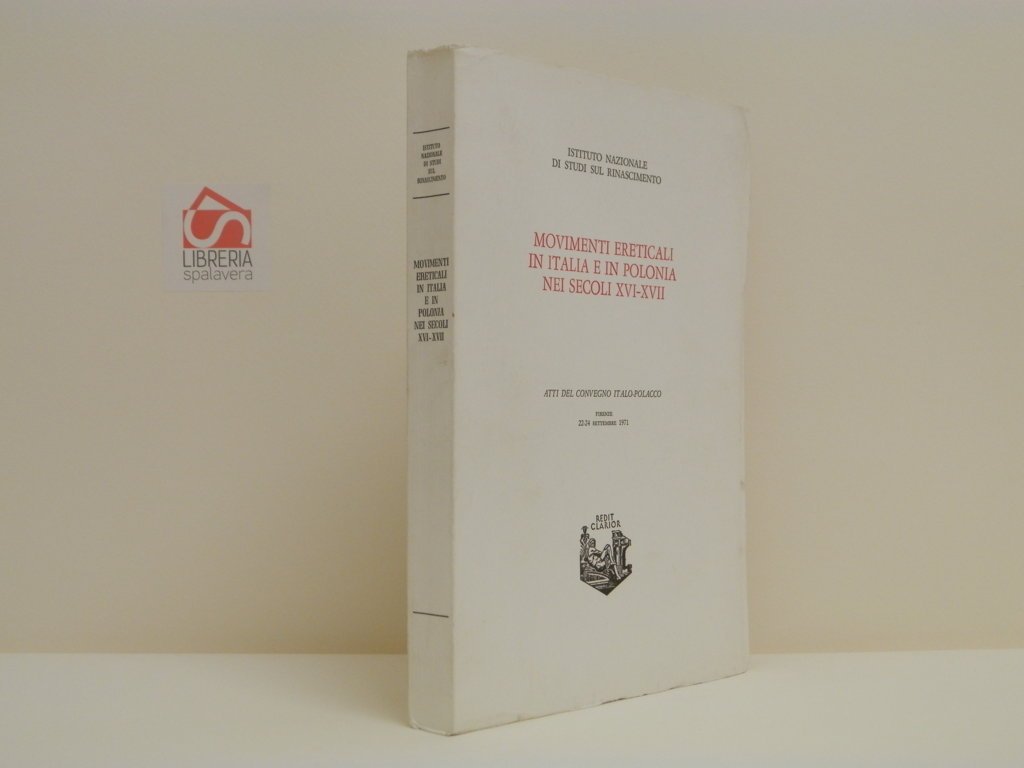 LIBRERIA
spalavera
ISTITUTO
NAZIONALE
DI STUDI
SUL
RINASCIMENTO
MOVIMENTI
ERETICALI
IN ITALIA
E IN
POLONIA
NEI SECOLI
XVI-XVII
ISTITUTO NAZIONALE
DI STUDI SUL RINASCIMENTO
MOVIMENTI ERETICALI
IN ITALIA E IN POLONIA
NEI SECOLI XVI-XVII
ATTI DEL CONVEGNO ITALO-POLACCO
FIRENZE
22-24 SETTEMBRE 1971
REDIT
CLARIOR